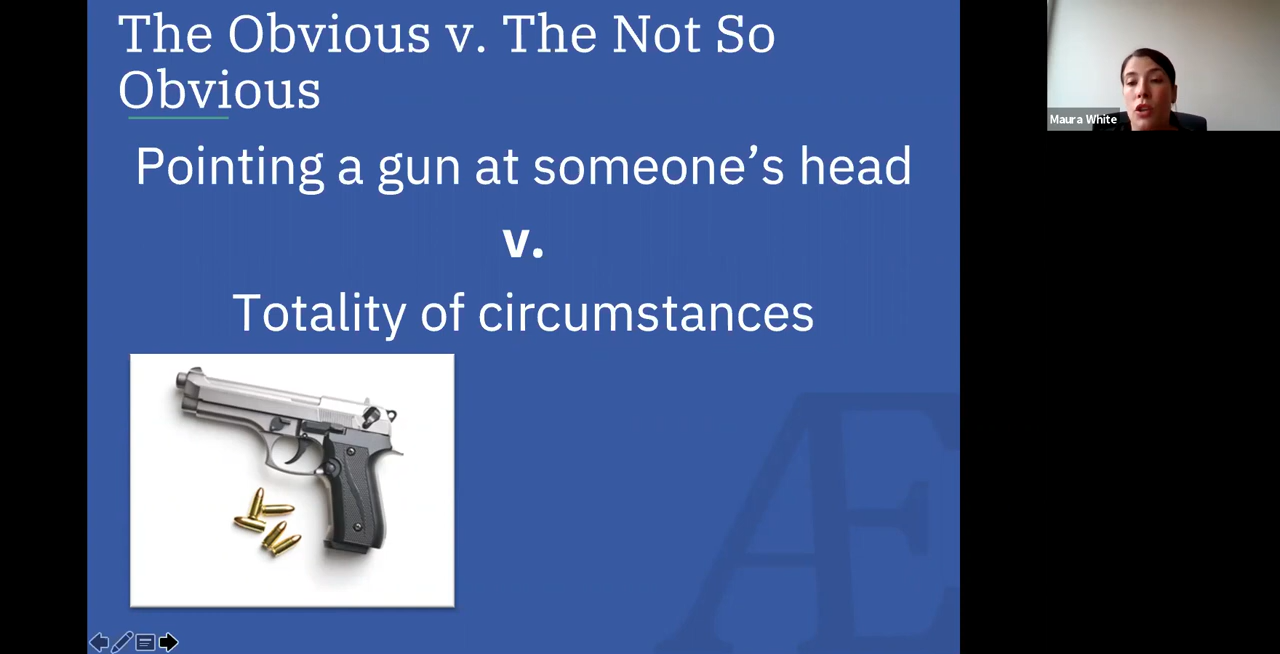 The Obvious v. The Not So
Obvious
Pointing a gun at someone’s head
v.
Totality of circumstances
Æ
Maura White